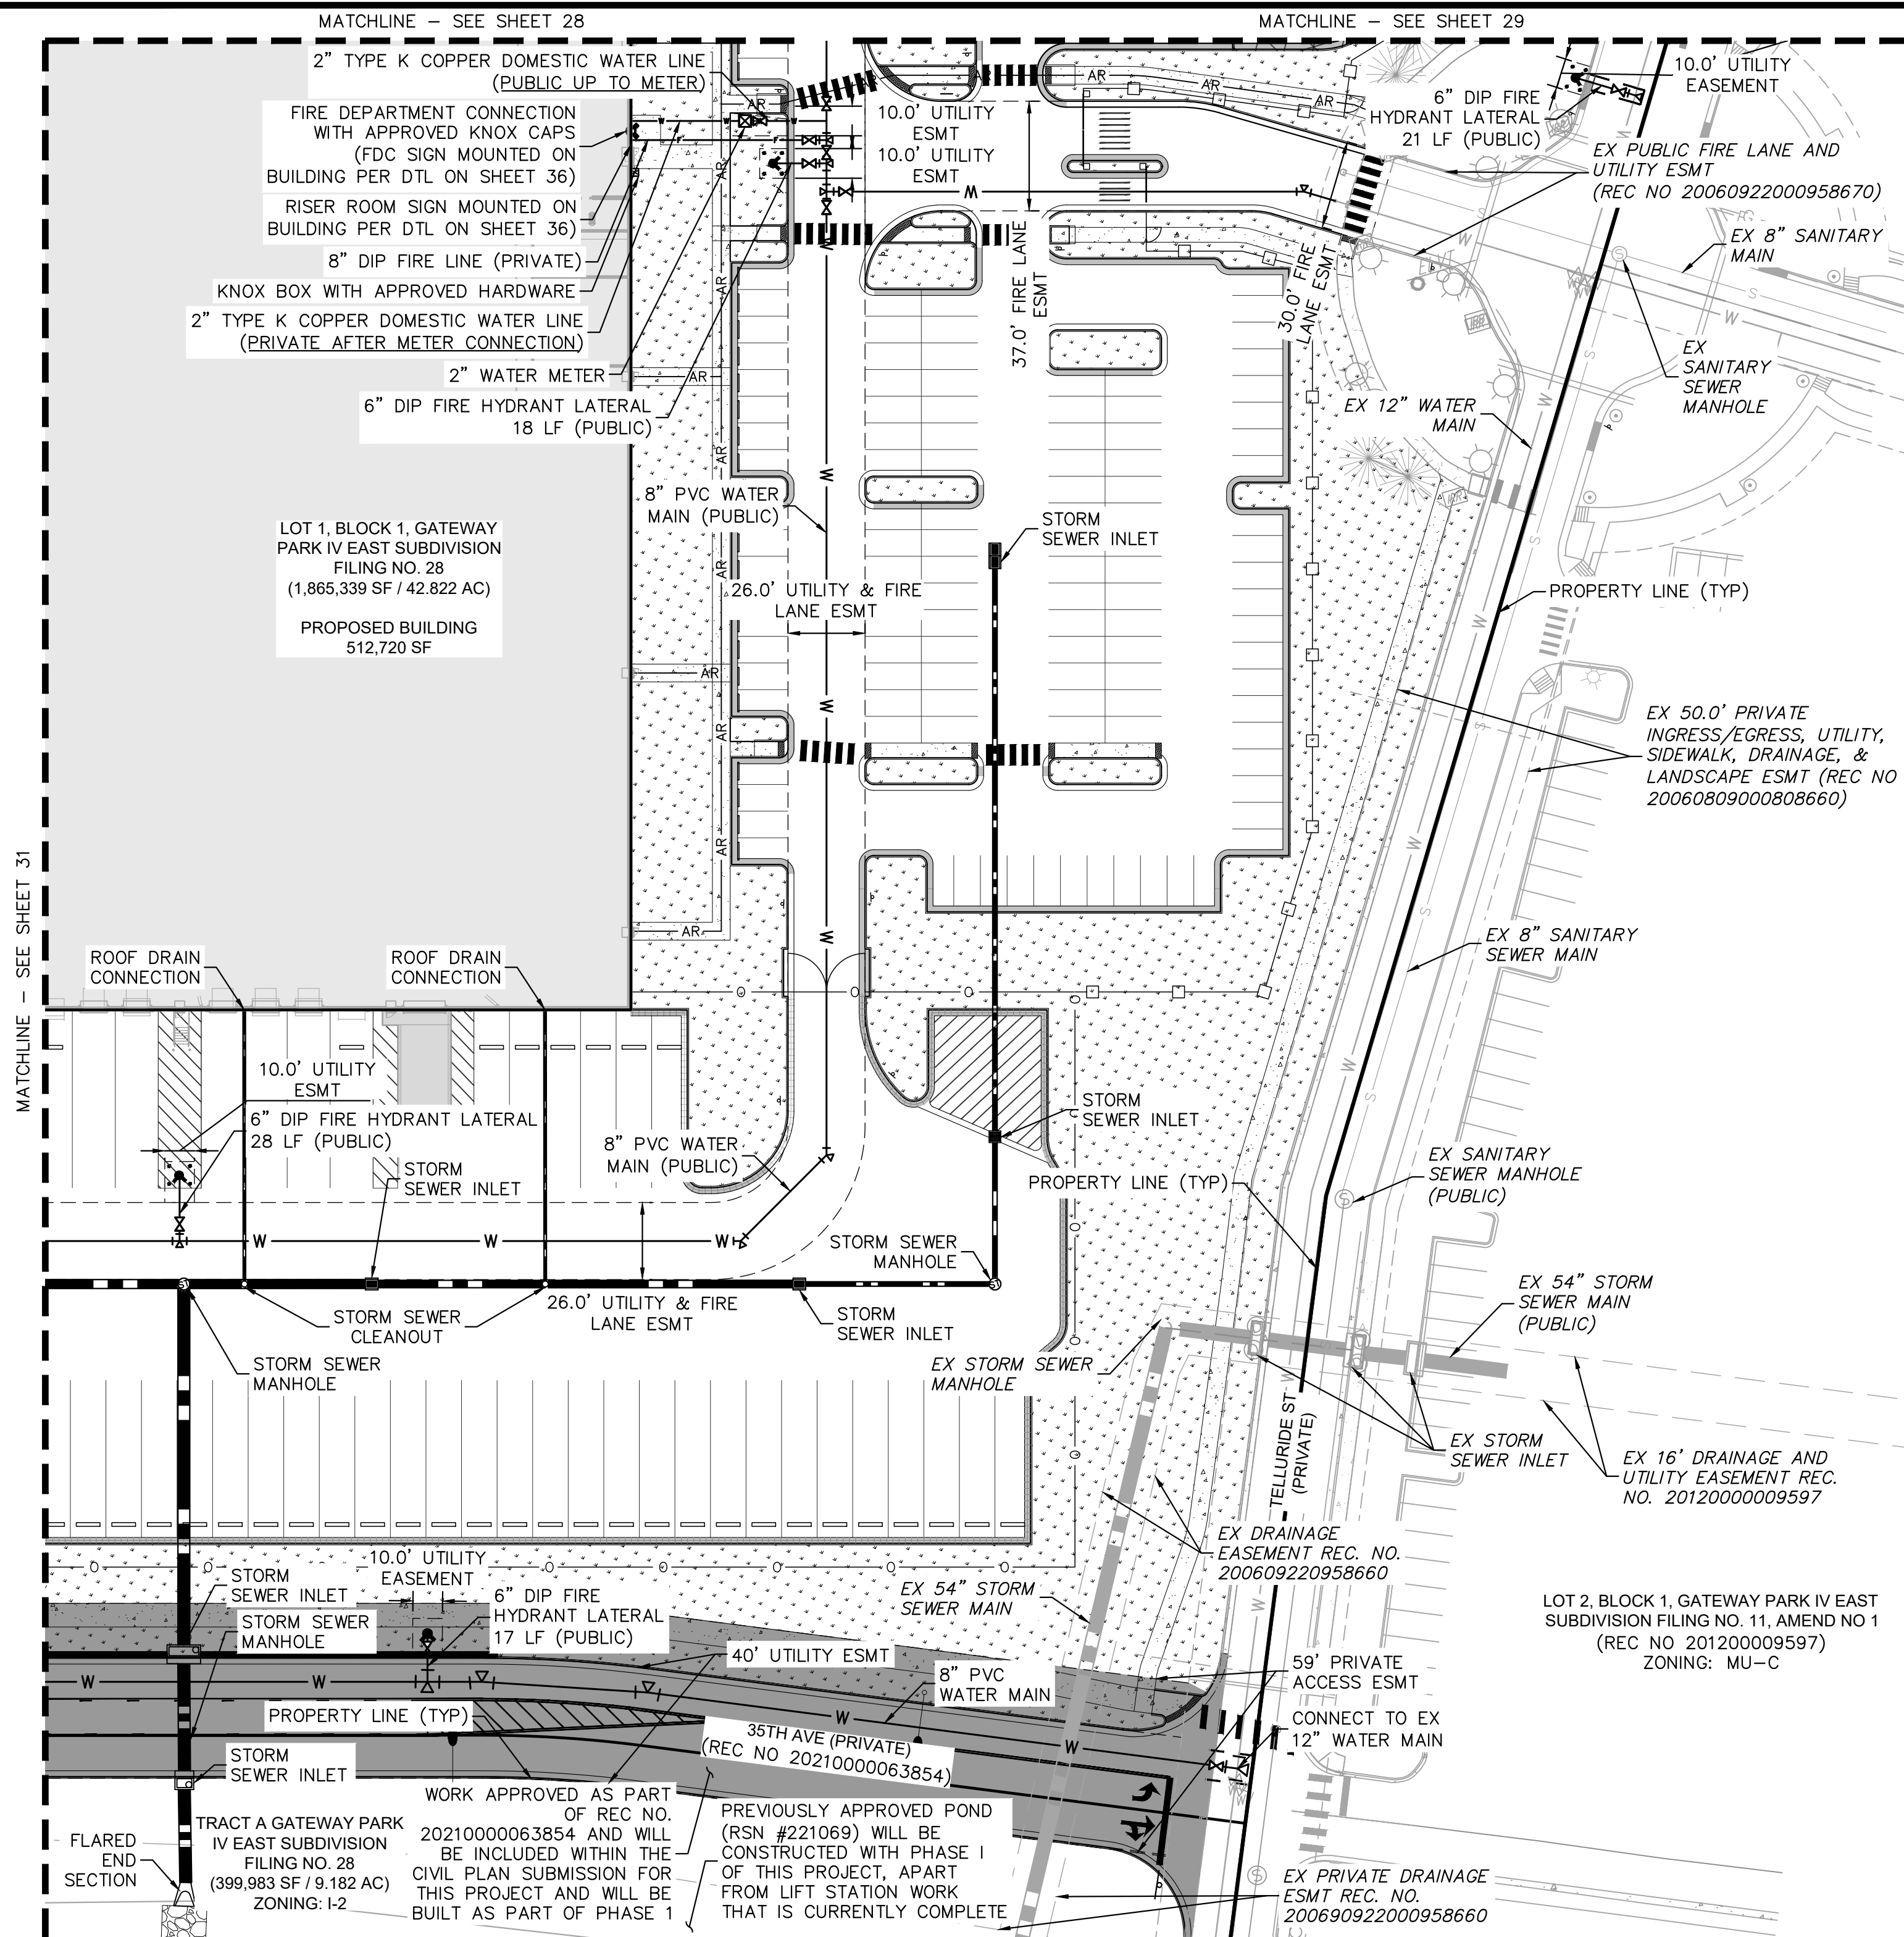 MATCHLINE – SEE SHEET 28
MATCHLINE – SEE SHEET 29
2" TYPE K COPPER DOMESTIC WATER LINE
(PUBLIC UP TO METER)
FIRE DEPARTMENT CONNECTION
WITH APPROVED KNOX CAPS
(FDC SIGN MOUNTED ON
BUILDING PER DTL ON SHEET 36)
RISER ROOM SIGN MOUNTED ON
BUILDING PER DTL ON SHEET 36)
8" DIP FIRE LINE (PRIVATE)
KNOX BOX WITH APPROVED HARDWARE
2" TYPE K COPPER DOMESTIC WATER LINE
(PRIVATE AFTER METER CONNECTION)
2" WATER METER
6" DIP FIRE HYDRANT LATERAL
18 LF (PUBLIC)
10.0' UTILITY
ESMT
10.0' UTILITY
ESMT
37.0' FIRE LANE
ESMT
30.0' FIRE
LANE ESMT
6" DIP FIRE
HYDRANT LATERAL
21 LF (PUBLIC)
10.0' UTILITY
EASEMENT
EX PUBLIC FIRE LANE AND
UTILITY ESMT
(REC NO 20060922000958670)
EX 8" SANITARY
MAIN
EX
SANITARY
SEWER
MANHOLE
EX 12" WATER
MAIN
8" PVC WATER
MAIN (PUBLIC)
STORM
SEWER INLET
26.0' UTILITY & FIRE
LANE ESMT
LOT 1, BLOCK 1, GATEWAY
PARK IV EAST SUBDIVISION
FILING NO. 28
(1,865,339 SF / 42.822 AC)
PROPOSED BUILDING
512,720 SF
PROPERTY LINE (TYP)
EX 50.0' PRIVATE
INGRESS/EGRESS, UTILITY,
SIDEWALK, DRAINAGE, &
LANDSCAPE ESMT (REC NO
20060809000808660)
MATCHLINE – SEE SHEET 31
EX 8" SANITARY
SEWER MAIN
ROOF DRAIN
CONNECTION
ROOF DRAIN
CONNECTION
10.0' UTILITY
ESMT
6" DIP FIRE HYDRANT LATERAL
28 LF (PUBLIC)
STORM
SEWER INLET
8" PVC WATER
MAIN (PUBLIC)
STORM
SEWER INLET
PROPERTY LINE (TYP)
EX SANITARY
SEWER MANHOLE
(PUBLIC)
STORM SEWER
MANHOLE
STORM SEWER
CLEANOUT
26.0' UTILITY & FIRE
LANE ESMT
STORM
SEWER INLET
STORM SEWER
MANHOLE
EX STORM SEWER
MANHOLE
EX 54" STORM
SEWER MAIN
(PUBLIC)
TELLURIDE ST
(PRIVATE)
EX STORM
SEWER INLET
EX 16' DRAINAGE AND
UTILITY EASEMENT REC.
NO. 20120000009597
EX DRAINAGE
EASEMENT REC. NO.
200609220958660
STORM
SEWER INLET
10.0' UTILITY
EASEMENT
STORM SEWER
MANHOLE
6" DIP FIRE
HYDRANT LATERAL
17 LF (PUBLIC)
EX 54" STORM
SEWER MAIN
LOT 2, BLOCK 1, GATEWAY PARK IV EAST
SUBDIVISION FILING NO. 11, AMEND NO 1
(REC NO 201200009597)
ZONING: MU–C
40' UTILITY ESMT
8" PVC
WATER MAIN
59' PRIVATE
ACCESS ESMT
CONNECT TO EX
12" WATER MAIN
PROPERTY LINE (TYP)
35TH AVE (PRIVATE)
(REC NO 20210000063854)
STORM
SEWER INLET
WORK APPROVED AS PART
OF REC NO.
20210000063854 AND WILL
BE INCLUDED WITHIN THE
CIVIL PLAN SUBMISSION FOR
THIS PROJECT AND WILL BE
BUILT AS PART OF PHASE 1
PREVIOUSLY APPROVED POND
(RSN #221069) WILL BE
CONSTRUCTED WITH PHASE I
OF THIS PROJECT, APART
FROM LIFT STATION WORK
THAT IS CURRENTLY COMPLETE
FLARED
END
SECTION
TRACT A GATEWAY PARK
IV EAST SUBDIVISION
FILING NO. 28
(399,983 SF / 9.182 AC)
ZONING: I-2
EX PRIVATE DRAINAGE
ESMT REC. NO.
200690922000958660